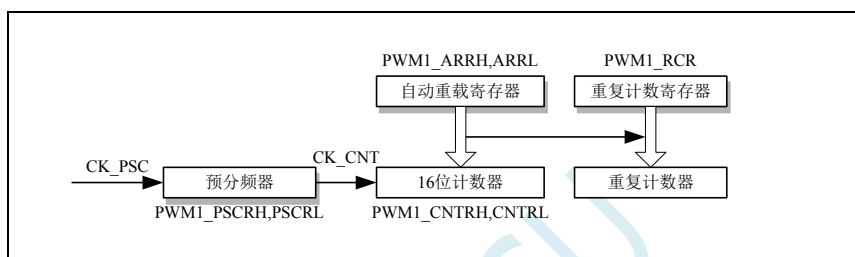 PWM1_ARRH,ARRL PWM1_RCR
自动重载寄存器 重复计数寄存器
CK_PSC CK_CNT
预分频器 16位计数器 重复计数器
PWM1_PSCRH,PSCRL PWM1_CNTRH,CNTRL